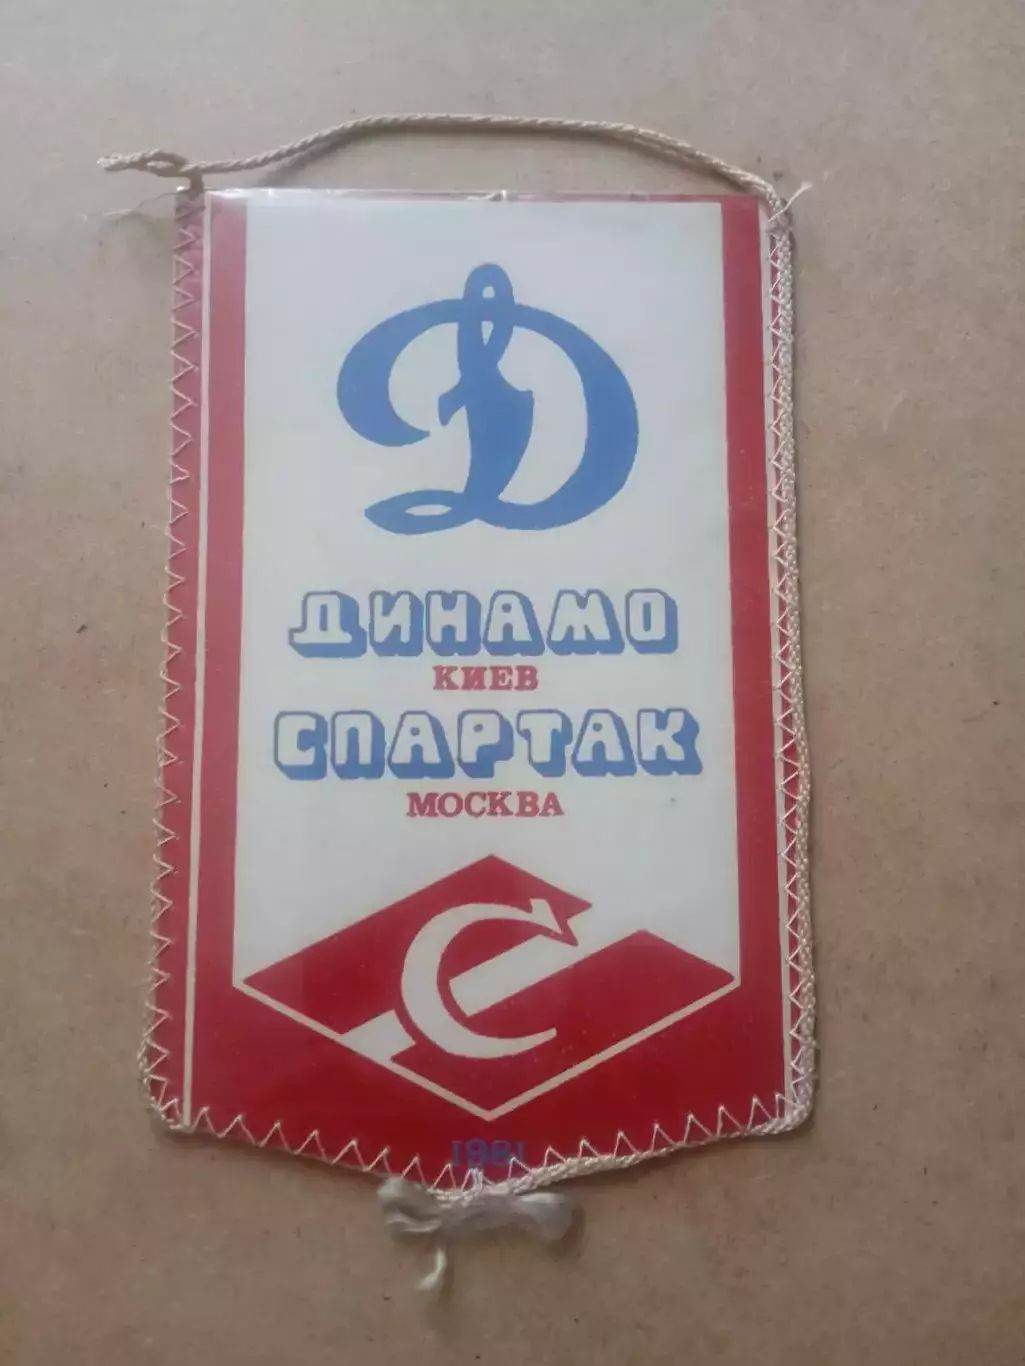 Д
ДИНАМО
КИЕВ
СПАРТАК
МОСКВА
С
1981